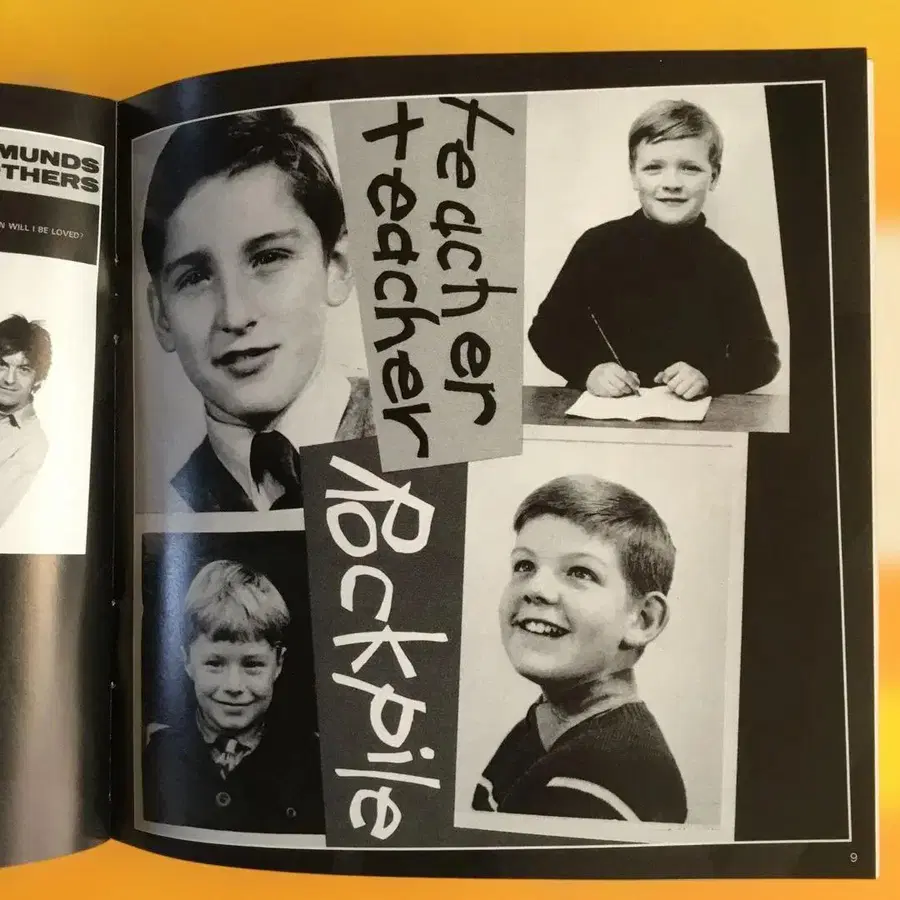 MUNDS
THERS
N WILL I BE LOVED?
teacher
teacher
Rockpile
9